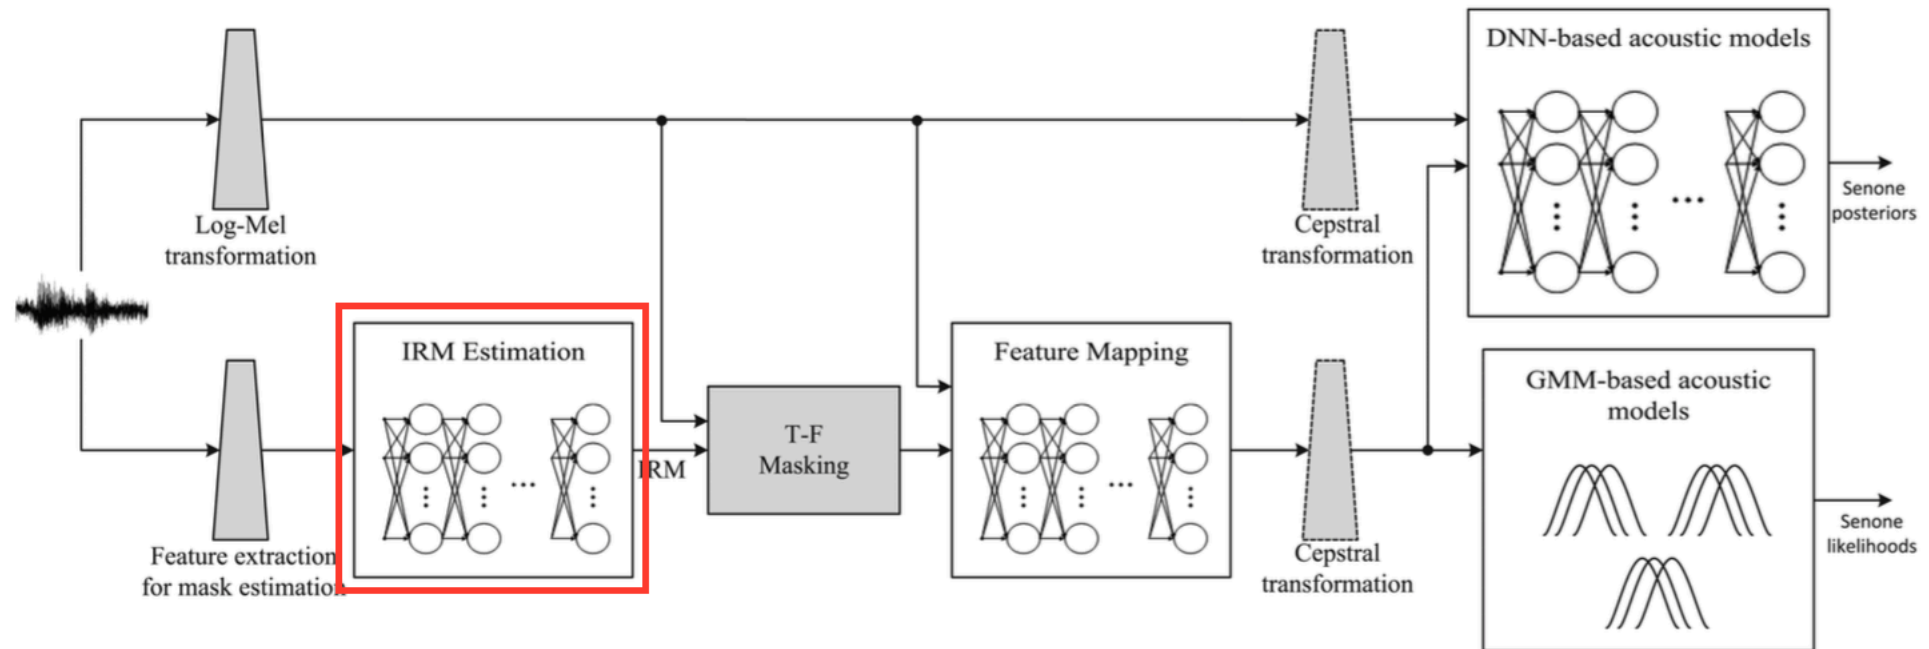 DNN-based acoustic models
Senone
posteriors
Log-Mel
transformation
Cepstral
transformation
IRM Estimation
IRM
T-F
Masking
Feature Mapping
GMM-based acoustic
models
Senone
likelihoods
Feature extraction
for mask estimation
Cepstral
transformation